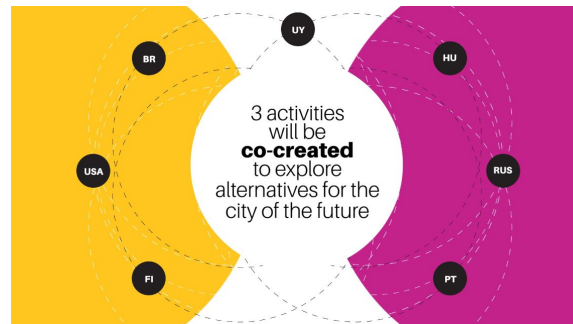 UY
BR
HU
3 activities
will be
co-created
to explore
alternatives for the
city of the future
USA
RUS
FI
PT